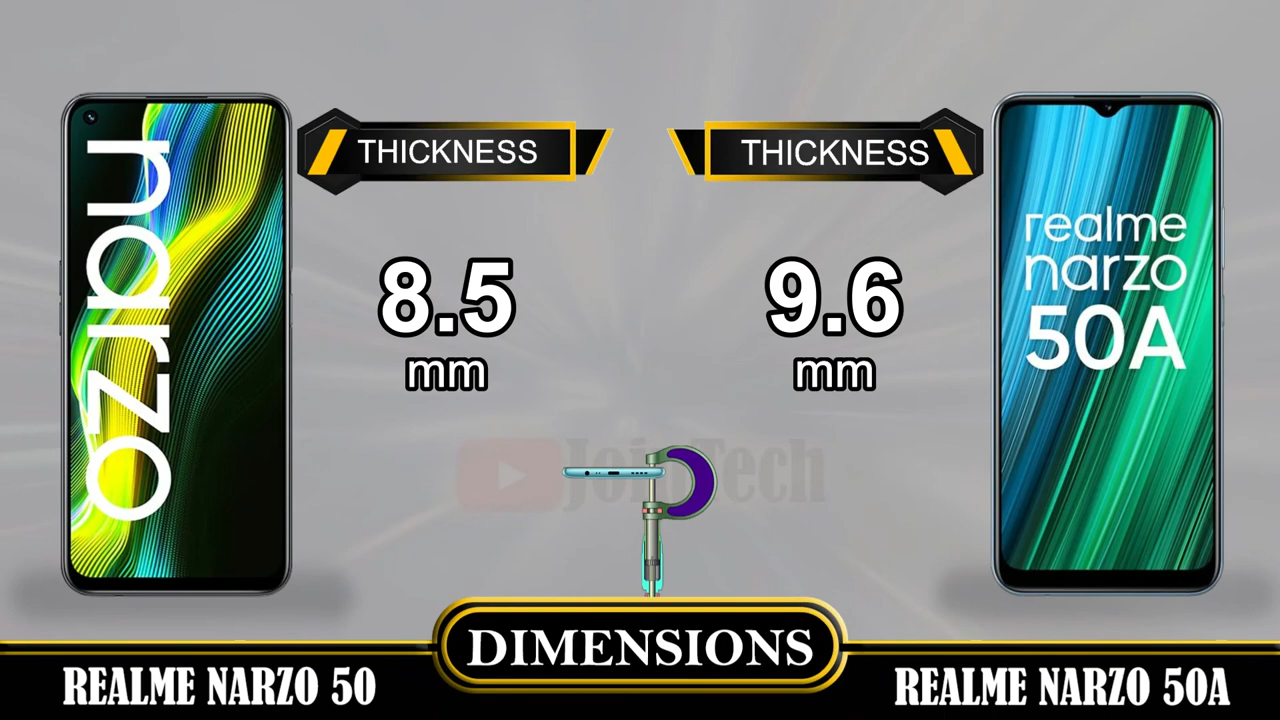 narzo
THICKNESS
8.5
mm
THICKNESS
9.6
mm
realme
narzo
50A
DIMENSIONS
REALME NARZO 50
REALME NARZO 50A